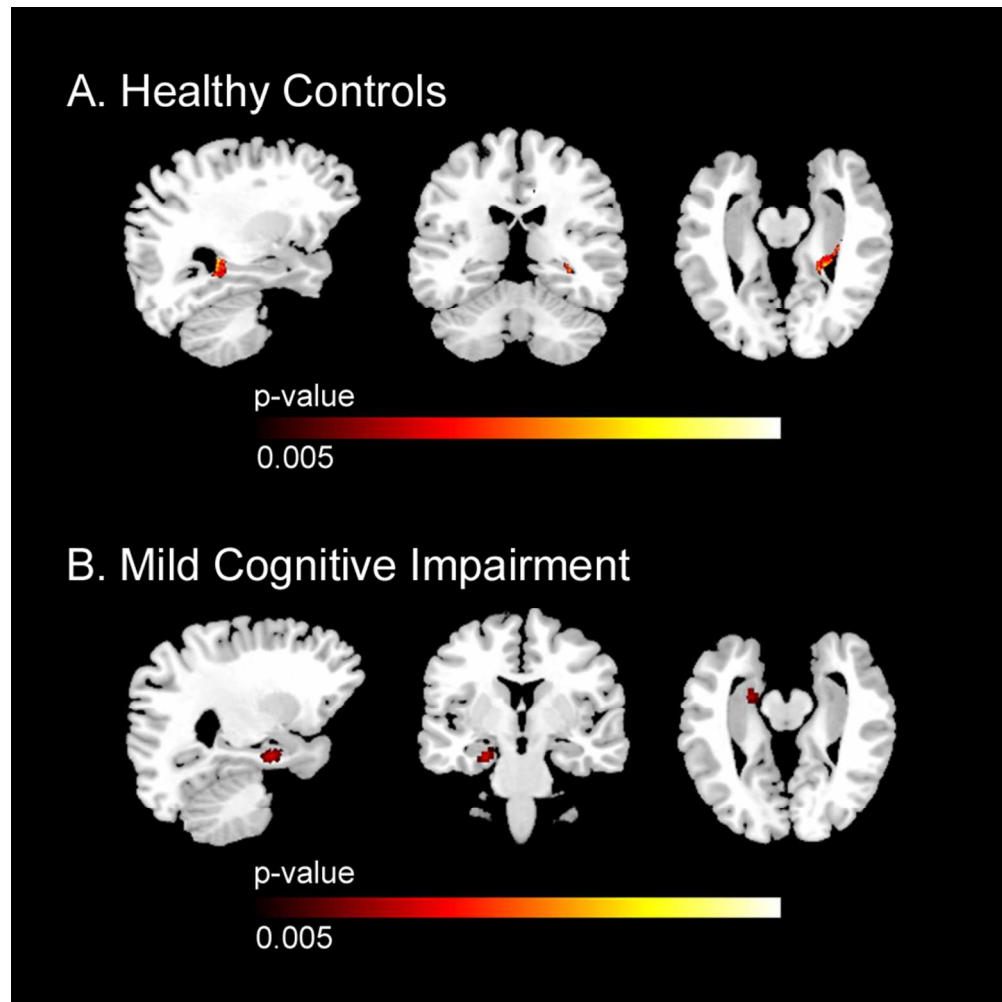 A. Healthy Controls
p-value
0.005
B. Mild Cognitive Impairment
p-value
0.005